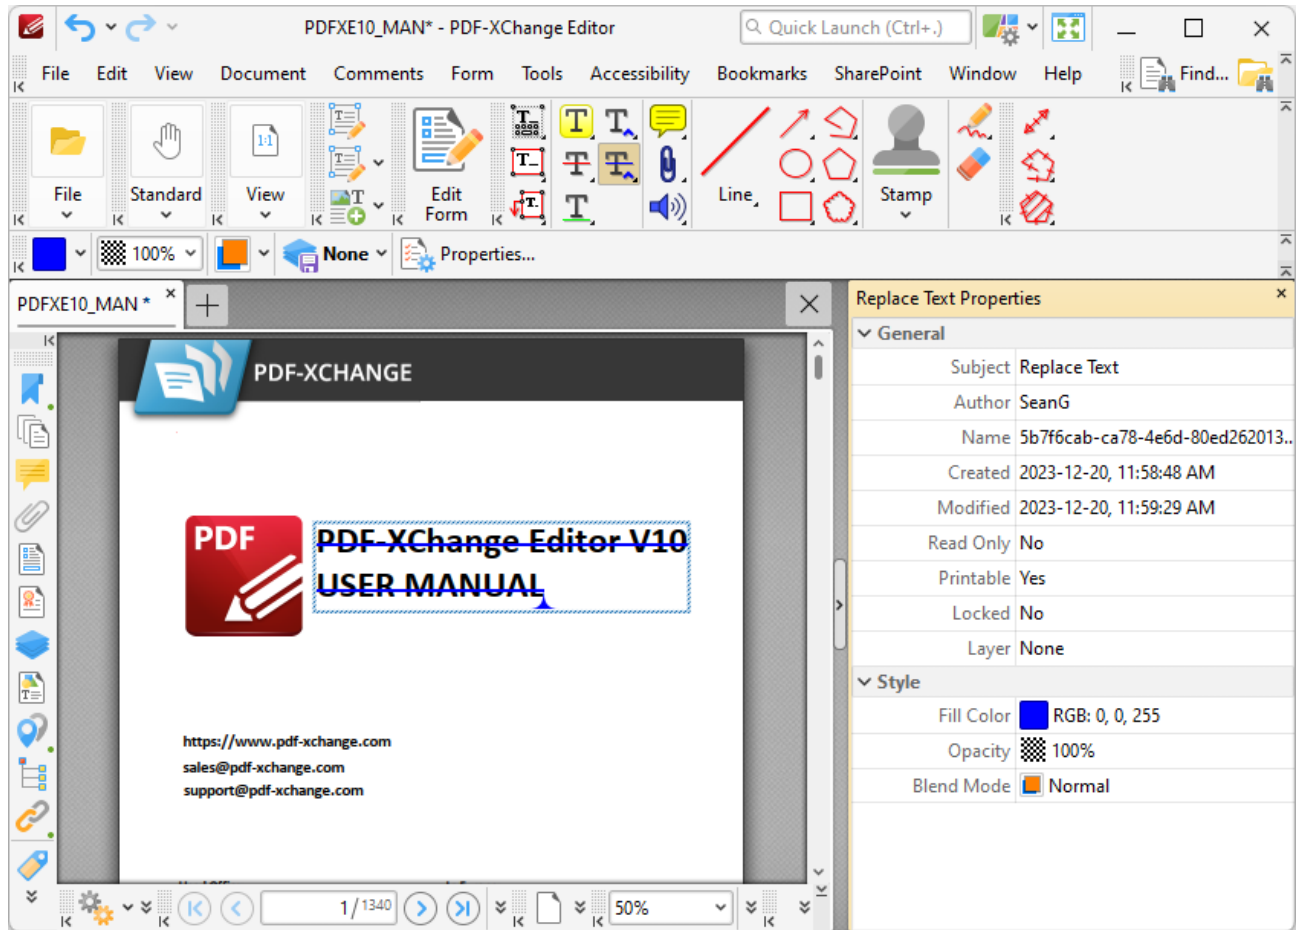 PDFXE10_MAN* - PDF-XChange Editor
Quick Launch (Ctrl+.)
File Edit View Document Comments Form Tools Accessibility Bookmarks SharePoint Window Help Find...
File Standard 1:1 View Edit Form Line Stamp
100% None Properties...
PDFXE10_MAN *
PDF-XCHANGE
PDF
PDF-XChange Editor V10
USER MANUAL
https://www.pdf-xchange.com
sales@pdf-xchange.com
support@pdf-xchange.com
1/1340 50%
Replace Text Properties
General
Subject Replace Text
Author SeanG
Name 5b7f6cab-ca78-4e6d-80ed262013..
Created 2023-12-20, 11:58:48 AM
Modified 2023-12-20, 11:59:29 AM
Read Only No
Printable Yes
Locked No
Layer None
Style
Fill Color RGB: 0, 0, 255
Opacity 100%
Blend Mode Normal